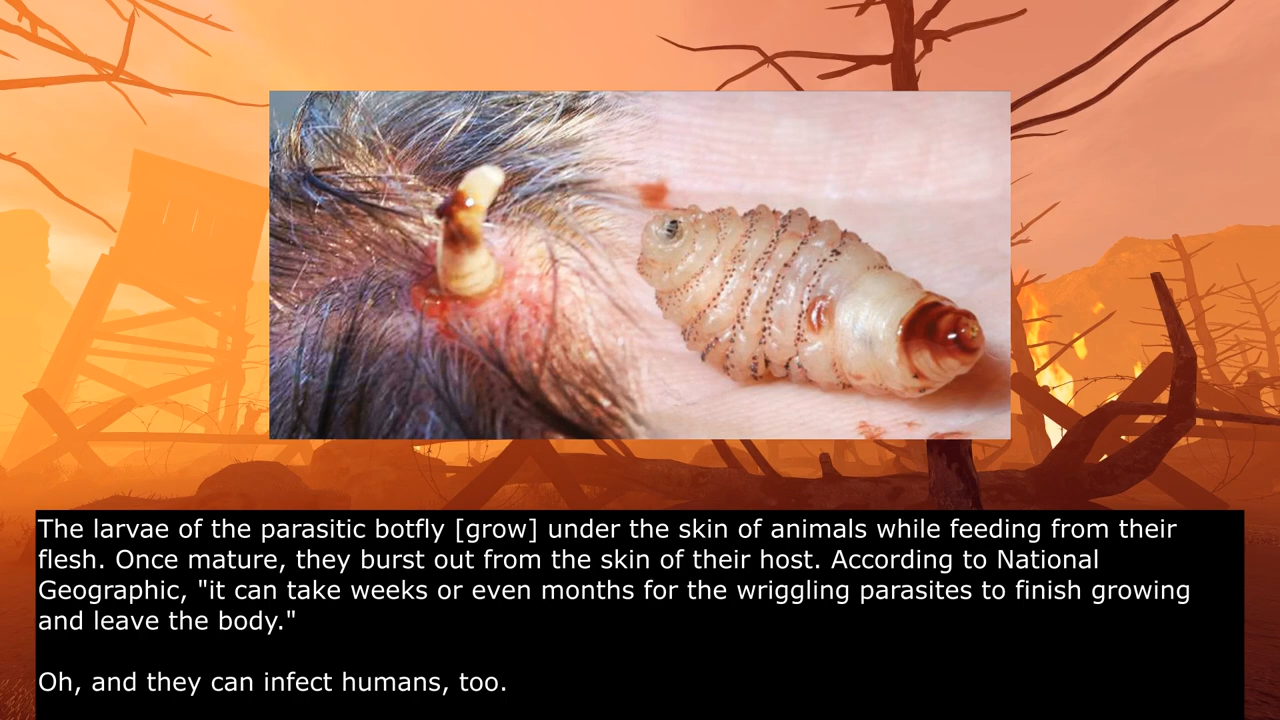 The larvae of the parasitic botfly [grow] under the skin of animals while feeding from their
flesh. Once mature, they burst out from the skin of their host. According to National
Geographic, "it can take weeks or even months for the wriggling parasites to finish growing
and leave the body."
Oh, and they can infect humans, too.